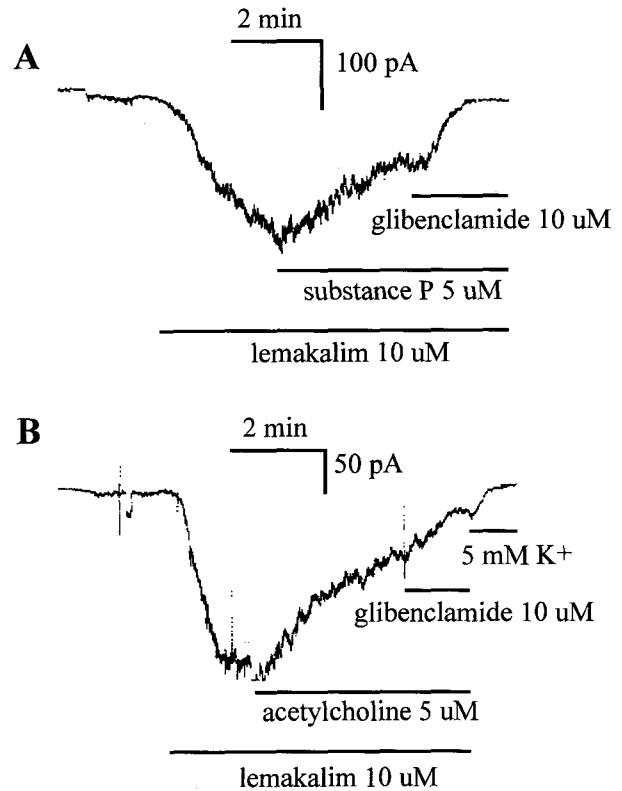 2 min
A
100 pA
glibenclamide 10 uM
substance P 5 uM
lemakalim 10 uM
B
2 min
50 pA
5 mM K+
glibenclamide 10 uM
acetylcholine 5 uM
lemakalim 10 uM